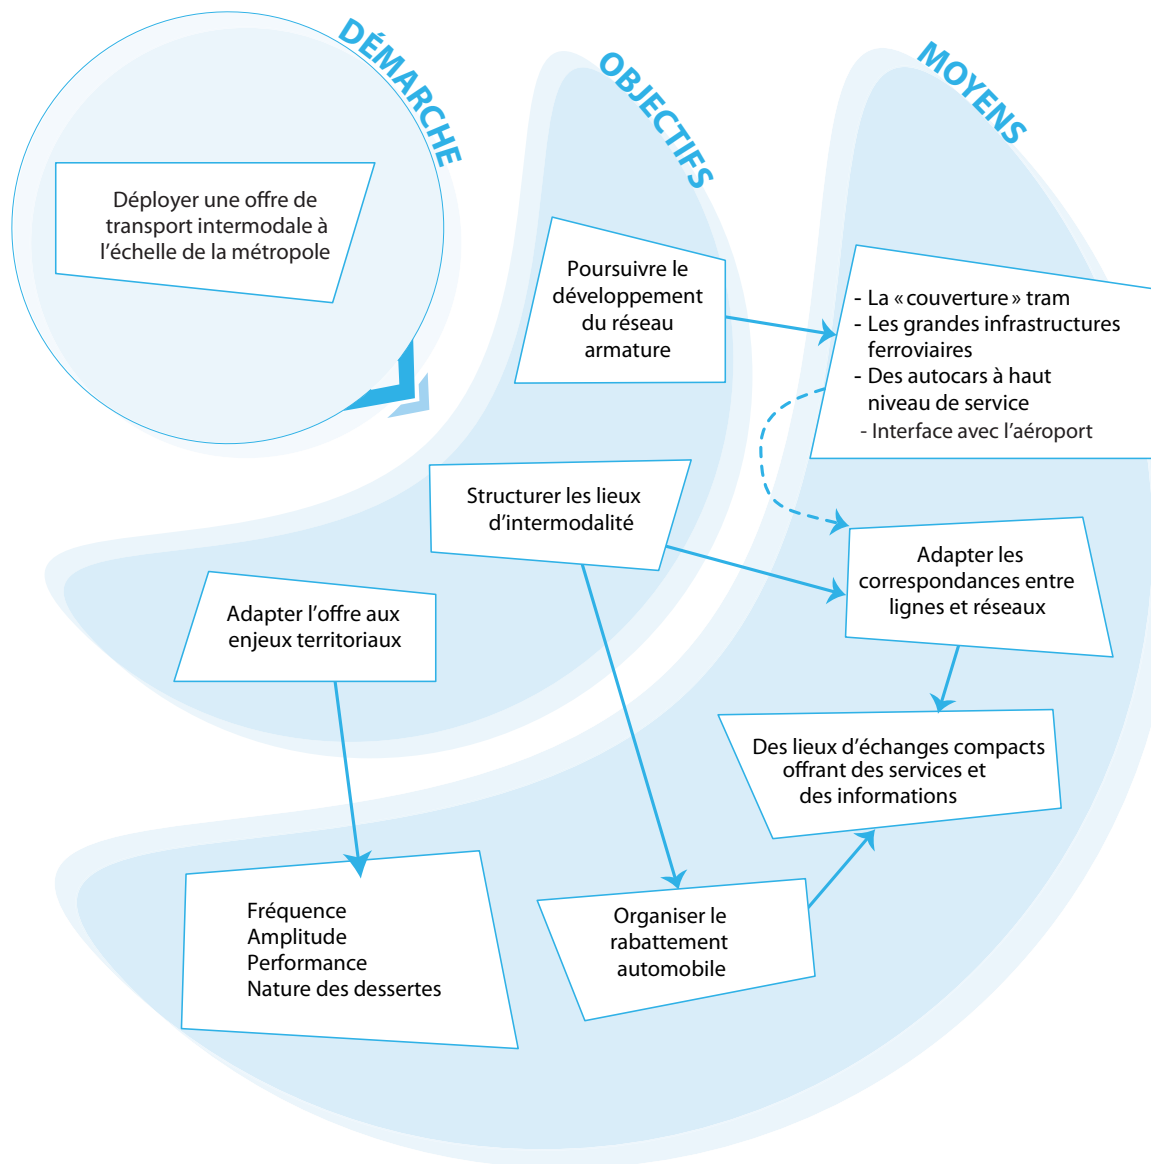 DÉMARCHE
Déployer une offre de
transport intermodale à
l’échelle de la métropole
OBJECTIFS
Poursuivre le
développement
du réseau
armature
Structurer les lieux
d’intermodalité
Adapter l’offre aux
enjeux territoriaux
MOYENS
- La « couverture » tram
- Les grandes infrastructures
ferroviaires
- Des autocars à haut
niveau de service
- Interface avec l’aéroport
Adapter les
correspondances entre
lignes et réseaux
Des lieux d’échanges compacts
offrant des services et
des informations
Organiser le
rabattement
automobile
Fréquence
Amplitude
Performance
Nature des dessertes